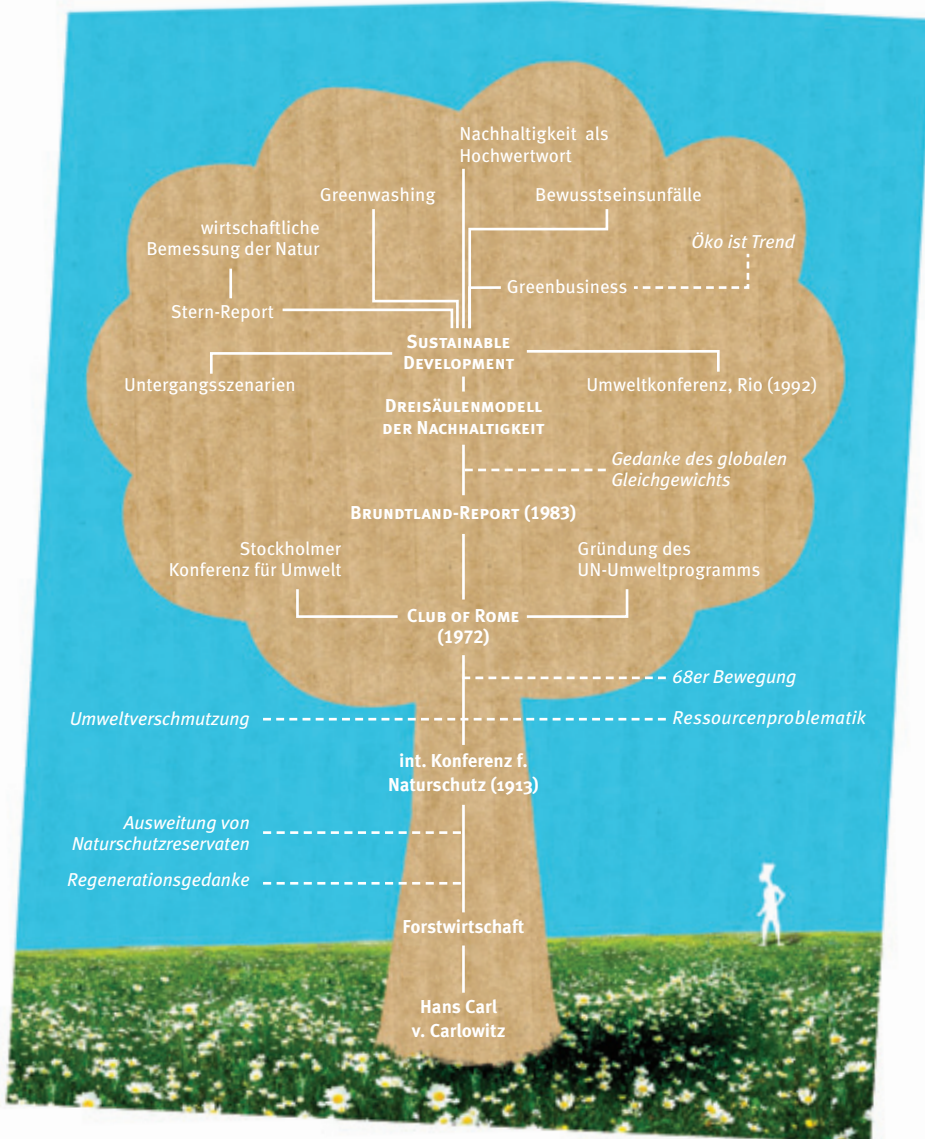 Nachhaltigkeit als
Hochwertwort
Greenwashing
Bewusstseinsunfälle
wirtschaftliche
Bemessung der Natur
Öko ist Trend
Greenbusiness
Stern-Report
Sustainable
Development
Untergangsszenarien
Umweltkonferenz, Rio (1992)
Dreisäulenmodell
der Nachhaltigkeit
Gedanke des globalen
Gleichgewichts
Brundtland-Report (1983)
Stockholmer
Konferenz für Umwelt
Gründung des
UN-Umweltprogramms
Club of Rome
(1972)
68er Bewegung
Umweltverschmutzung
Ressourcenproblematik
int. Konferenz f.
Naturschutz (1913)
Ausweitung von
Naturschutzreservaten
Regenerationsgedanke
Forstwirtschaft
Hans Carl
v. Carlowitz